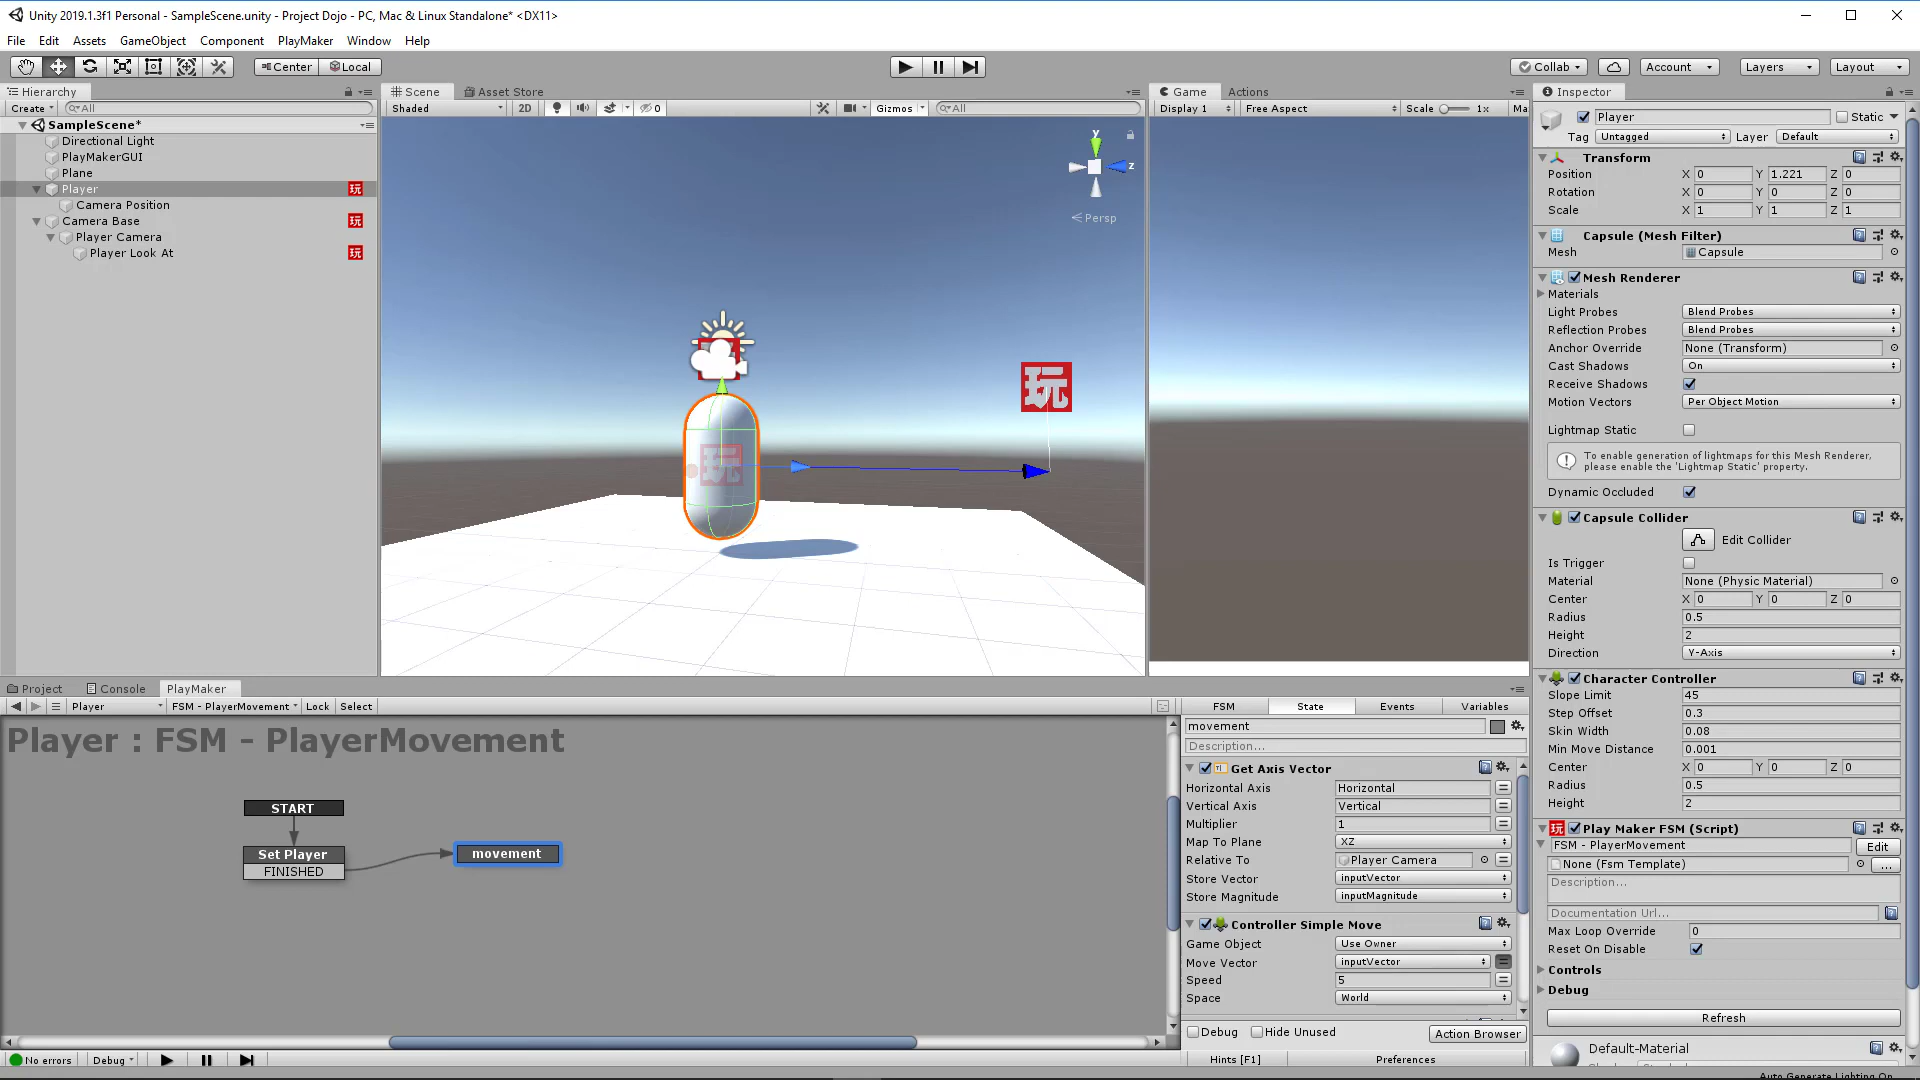 Unity 2019.1.3f1 Personal - SampleScene.unity - Project Dojo - PC, Mac & Linux Standalone* <DX11>
File Edit Assets GameObject Component PlayMaker Window Help
Center Local Collab Account Layers Layout
Hierarchy Scene Asset Store Game Actions Inspector
Create All Shaded 2D 0 Gizmos All Display 1 Free Aspect Scale 1x Ma
SampleScene*
Directional Light
PlayMakerGUI
Plane
Player 玩
Camera Position
Camera Base 玩
Player Camera
Player Look At 玩
y
z
Persp
玩
玩
Player Static
Tag Untagged Layer Default
Transform
Position X 0 Y 1.221 Z 0
Rotation X 0 Y 0 Z 0
Scale X 1 Y 1 Z 1
Capsule (Mesh Filter)
Mesh Capsule
Mesh Renderer
Materials
Light Probes Blend Probes
Reflection Probes Blend Probes
Anchor Override None (Transform)
Cast Shadows On
Receive Shadows
Motion Vectors Per Object Motion
Lightmap Static
To enable generation of lightmaps for this Mesh Renderer,
please enable the 'Lightmap Static' property.
Dynamic Occluded
Capsule Collider
Edit Collider
Is Trigger
Material None (Physic Material)
Center X 0 Y 0 Z 0
Radius 0.5
Height 2
Direction Y-Axis
Character Controller
Slope Limit 45
Step Offset 0.3
Skin Width 0.08
Min Move Distance 0.001
Center X 0 Y 0 Z 0
Radius 0.5
Height 2
玩 Play Maker FSM (Script)
FSM - PlayerMovement Edit
None (Fsm Template) ...
Description...
Documentation Url...
Max Loop Override 0
Reset On Disable
Controls
Debug
Refresh
Default-Material
Auto Generate Lighting On
Project Console PlayMaker
Player FSM - PlayerMovement Lock Select
Player : FSM - PlayerMovement
START
Set Player
FINISHED
movement
FSM State Events Variables
movement
Description...
Get Axis Vector
Horizontal Axis Horizontal
Vertical Axis Vertical
Multiplier 1
Map To Plane XZ
Relative To Player Camera
Store Vector inputVector
Store Magnitude inputMagnitude
Controller Simple Move
Game Object Use Owner
Move Vector inputVector
Speed 5
Space World
Debug Hide Unused Action Browser
Hints [F1] Preferences
No errors Debug